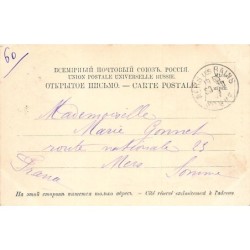 60
ВСЕМІРНЫЙ ПОЧТОВЫЙ СОЮЗЪ. РОССІЯ.
UNION POSTALE UNIVERSELLE RUSSIE.
ОТКРЫТОЕ ПИСЬМО. — CARTE POSTALE.
Mademoiselle
Marie Gonnet
route nationale 23
Mers Somme
France
На этой сторонѣ пишется только адресъ. — Côté réservé exclusivement à l'adresse.